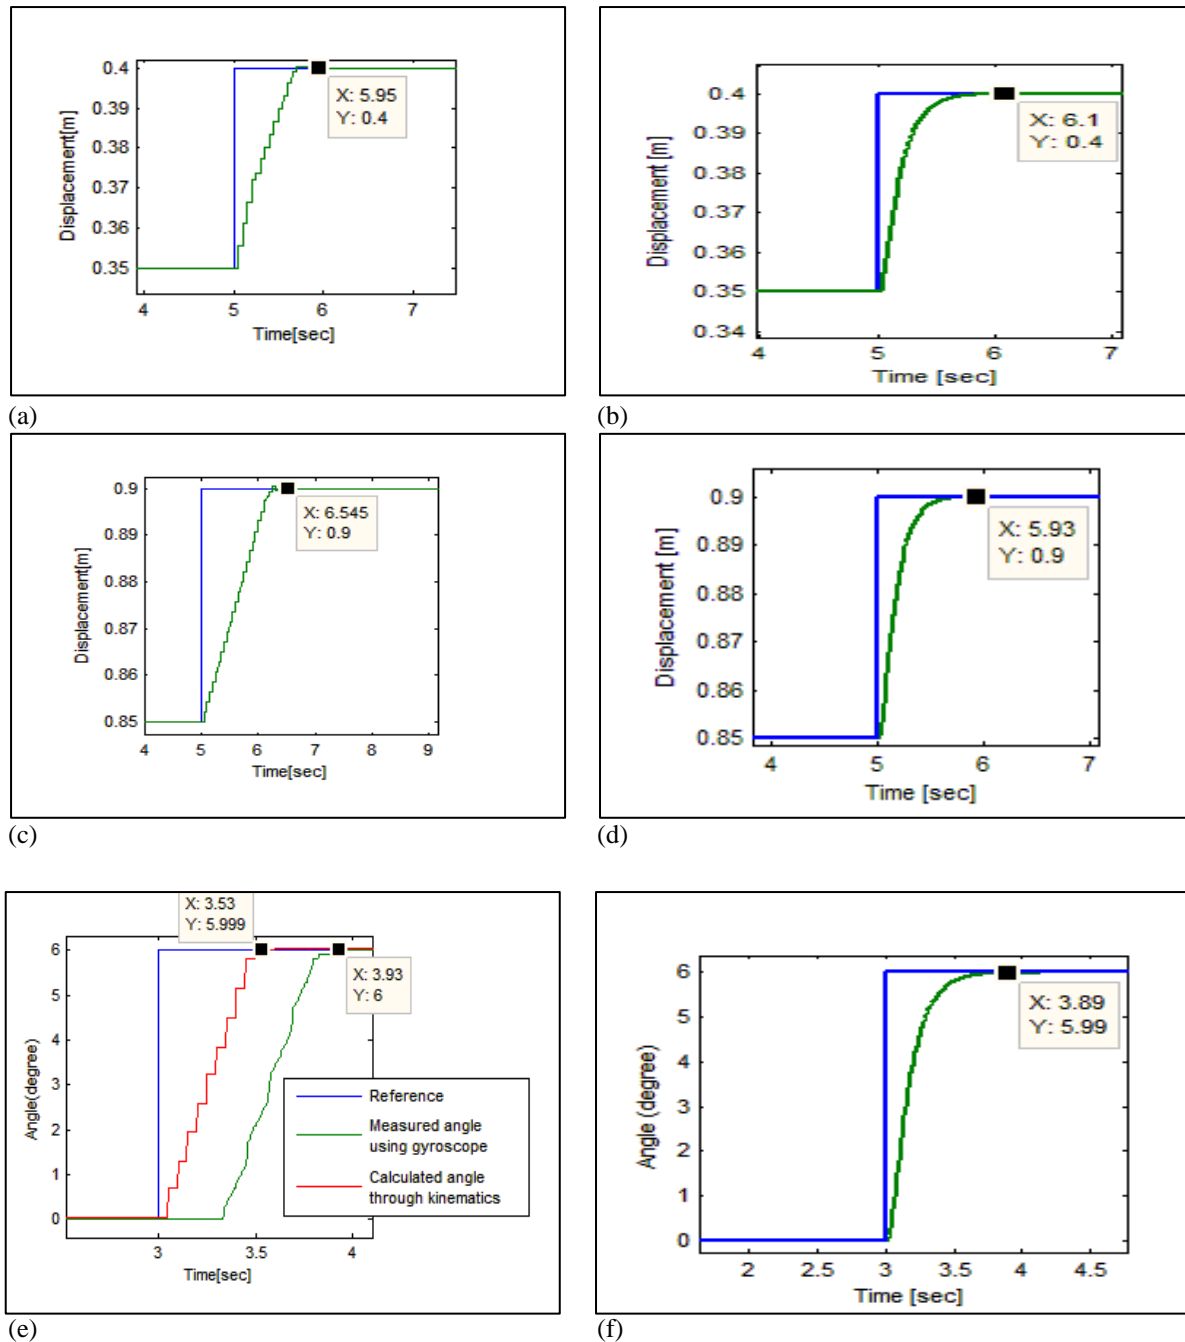 0.4
0.39
0.38
0.37
0.36
0.35
Displacement[m]
X: 5.95
Y: 0.4
4 5 6 7
Time[sec]
(a)
0.4
0.39
0.38
0.37
0.36
0.35
0.34
Displacement [m]
X: 6.1
Y: 0.4
4 5 6 7
Time [sec]
(b)
0.9
0.89
0.88
0.87
0.86
0.85
Displacement[m]
X: 6.545
Y: 0.9
4 5 6 7 8 9
Time[sec]
(c)
0.9
0.89
0.88
0.87
0.86
0.85
Displacement [m]
X: 5.93
Y: 0.9
4 5 6 7
Time [sec]
(d)
X: 3.53
Y: 5.999
6
5
4
3
2
1
0
Angle(degree)
X: 3.93
Y: 6
Reference
Measured angle
using gyroscope
Calculated angle
through kinematics
3 3.5 4
Time[sec]
(e)
6
5
4
3
2
1
0
Angle (degree)
X: 3.89
Y: 5.99
2 2.5 3 3.5 4 4.5
Time [sec]
(f)